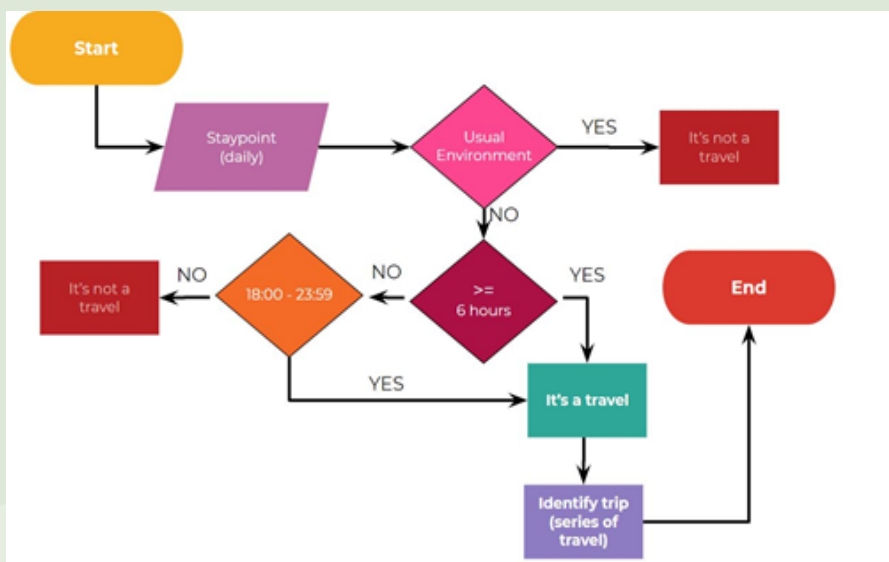 Start
Staypoint
(daily)
Usual
Environment
YES
It's not a
travel
NO
It's not a
travel
NO
18:00 - 23:59
NO
>=
6 hours
YES
End
YES
It's a travel
Identify trip
(series of
travel)